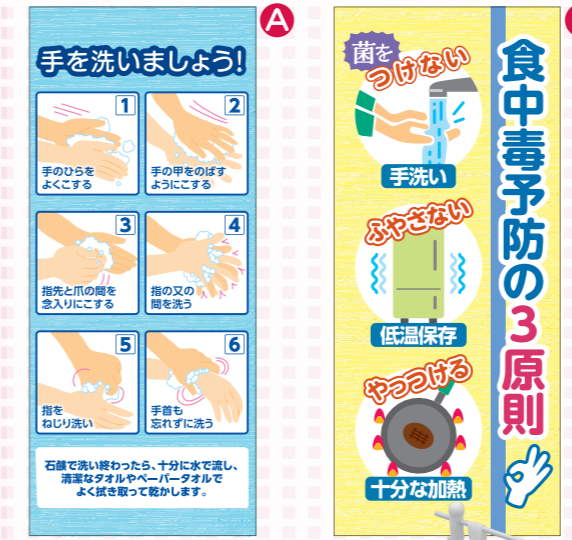 A
手を洗いましょう!
1
手のひらを
よくこする
2
手の甲をのばす
ようにこする
3
指先と爪の間を
念入りにこする
4
指の又の
間を洗う
5
指を
ねじり洗い
6
手首も
忘れずに洗う
石鹸で洗い終わったら、十分に水で流し、
清潔なタオルやペーパータオルで
よく拭き取って乾かします。
食中毒予防の3原則
菌を
つけない
手洗い
ふやさない
低温保存
やっつける
十分な加熱